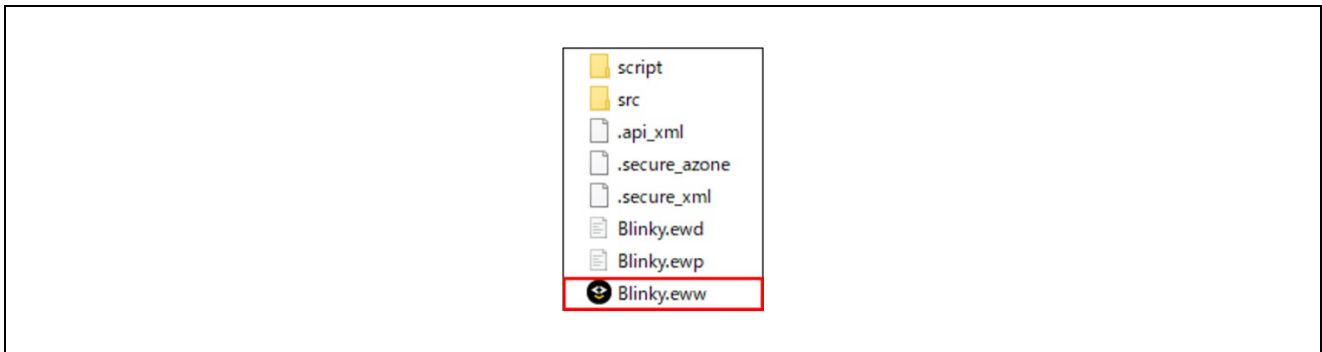 script
src
.api_xml
.secure_azone
.secure_xml
Blinky.ewd
Blinky.ewp
Blinky.eww